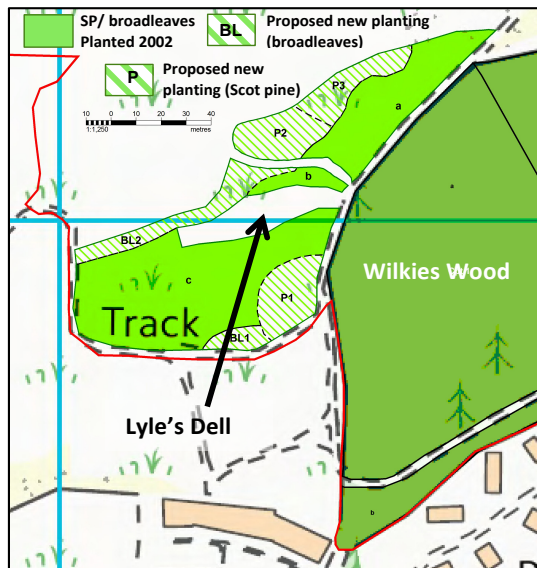 SP/ broadleaves
Planted 2002
BL
Proposed new planting
(broadleaves)
P
Proposed new
planting (Scot pine)
10 0 10 20 30 40
1:1,250 metres
P3
a
P2
b
a
BL2
Wilkies Wood
c
P1
Track
BL1
Lyle's Dell
b